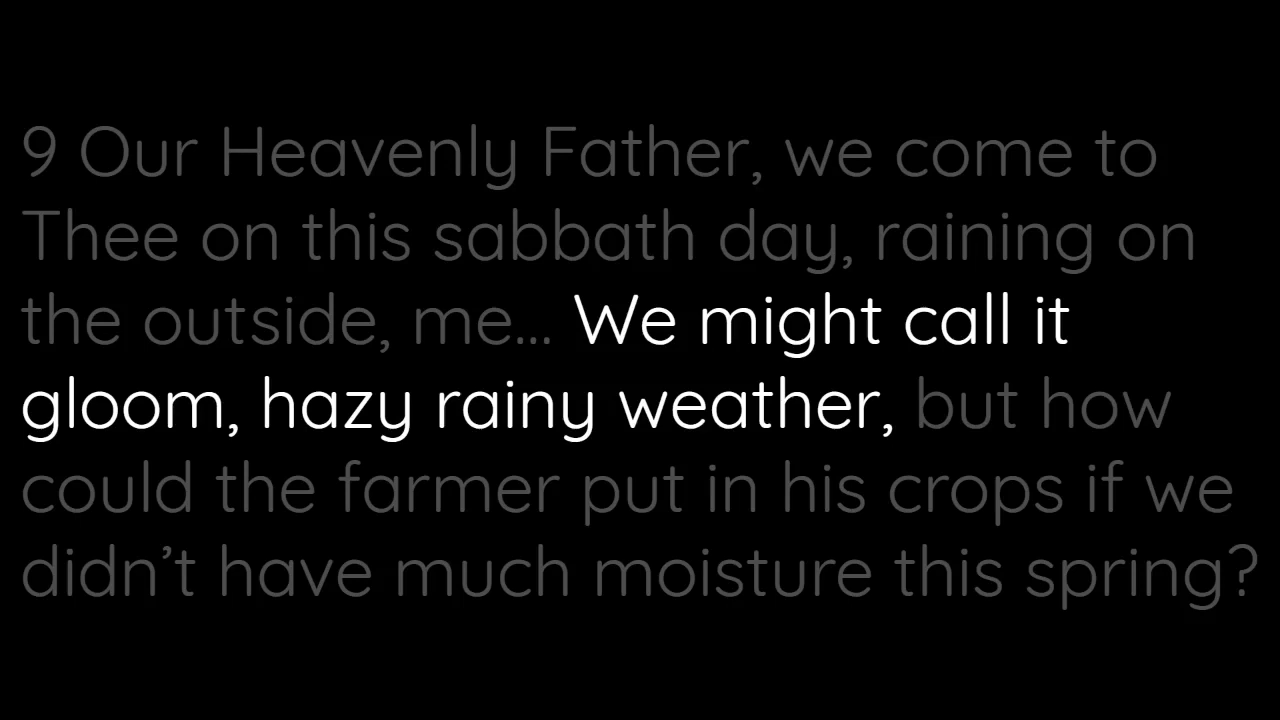 9 Our Heavenly Father, we come to
Thee on this sabbath day, raining on
the outside, me... We might call it
gloom, hazy rainy weather, but how
could the farmer put in his crops if we
didn’t have much moisture this spring?